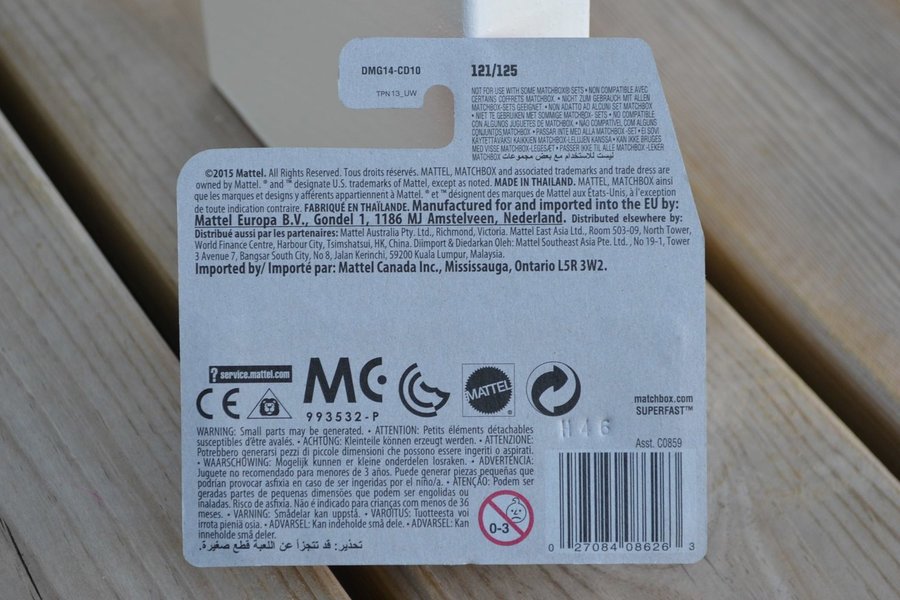 DMG14-CD10
TPN13_UW
121/125
NOT FOR USE WITH SOME MATCHBOX® SETS • NON COMPATIBLE AVEC
CERTAINS COFFRETS MATCHBOX • NICHT ZUM GEBRAUCH MIT ALLEN
MATCHBOX-SETS GEEIGNET. • NON ADATTO AD ALCUNI SET MATCHBOX
• NIET TE GEBRUIKEN MET SOMMIGE MATCHBOX- SETS • NO COMPATIBLE
CON ALGUNOS JUGUETES DE MATCHBOX. • NÃO COMPATÍVEL COM ALGUNS
CONJUNTOS MATCHBOX • PASSAR INTE MED ALLA MATCHBOX-SET • EI SOVI
KÄYTETTÄVÄKSI KAIKKIEN MATCHBOX-LELUJEN KANSSA • KAN IKKE BRUGES
MED VISSE MATCHBOX-LEGESÆT • PASSER IKKE TIL ALLE MATCHBOX-LEKER
MATCHBOX ليست للاستخدام مع بعض مجموعات
©2015 Mattel. All Rights Reserved. Tous droits réservés. MATTEL, MATCHBOX and associated trademarks and trade dress are
owned by Mattel. ® and ™ designate U.S. trademarks of Mattel, except as noted. MADE IN THAILAND. MATTEL, MATCHBOX ainsi
que les marques et designs y afférents appartiennent à Mattel. ® et ™ désignent des marques de Mattel aux États-Unis, à l'exception
de toute indication contraire. FABRIQUÉ EN THAÏLANDE. Manufactured for and imported into the EU by:
Mattel Europa B.V., Gondel 1, 1186 MJ Amstelveen, Nederland. Distributed elsewhere by:
Distribué aussi par les partenaires: Mattel Australia Pty. Ltd., Richmond, Victoria. Mattel East Asia Ltd., Room 503-09, North Tower,
World Finance Centre, Harbour City, Tsimshatsui, HK, China. Diimport & Diedarkan Oleh: Mattel Southeast Asia Pte. Ltd., No 19-1, Tower
3 Avenue 7, Bangsar South City, No 8, Jalan Kerinchi, 59200 Kuala Lumpur, Malaysia.
Imported by/ Importé par: Mattel Canada Inc., Mississauga, Ontario L5R 3W2.
? service.mattel.com
CE
MC
993532-P
MATTEL
®
matchbox.com
SUPERFAST™
H46
Asst. C0859
WARNING: Small parts may be generated. • ATTENTION: Petits éléments détachables
susceptibles d'être avalés. • ACHTUNG: Kleinteile können erzeugt werden. • ATTENZIONE:
Potrebbero generarsi pezzi di piccole dimensioni che possono essere ingeriti o aspirati.
• WAARSCHUWING: Mogelijk kunnen er kleine onderdelen losraken. • ADVERTENCIA:
Juguete no recomendado para menores de 3 años. Puede generar piezas pequeñas que
podrían provocar asfixia en caso de ser ingeridas por el niño/a. • ATENÇÃO: Podem ser
geradas partes de pequenas dimensões que podem ser engolidas ou
inaladas. Risco de asfixia. Não é indicado para crianças com menos de 36
meses. • VARNING: Smådelar kan uppstå. • VAROITUS: Tuotteesta voi
irrota pieniä osia. • ADVARSEL: Kan indeholde små dele. • ADVARSEL: Kan
inneholde små deler.
تحذير: قد تتجزأ عن اللعبة قطع صغيرة.
0-3
0 27084 08626 3